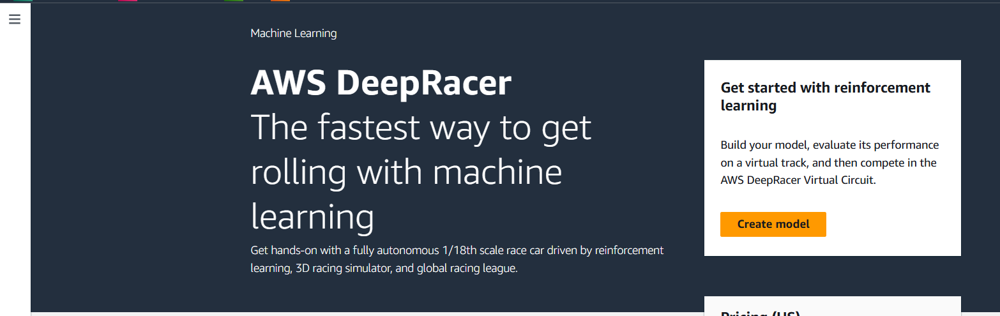 Machine Learning
AWS DeepRacer
The fastest way to get
rolling with machine
learning
Get hands-on with a fully autonomous 1/18th scale race car driven by reinforcement
learning, 3D racing simulator, and global racing league.
Get started with reinforcement
learning
Build your model, evaluate its performance
on a virtual track, and then compete in the
AWS DeepRacer Virtual Circuit.
Create model
Pricing (US)